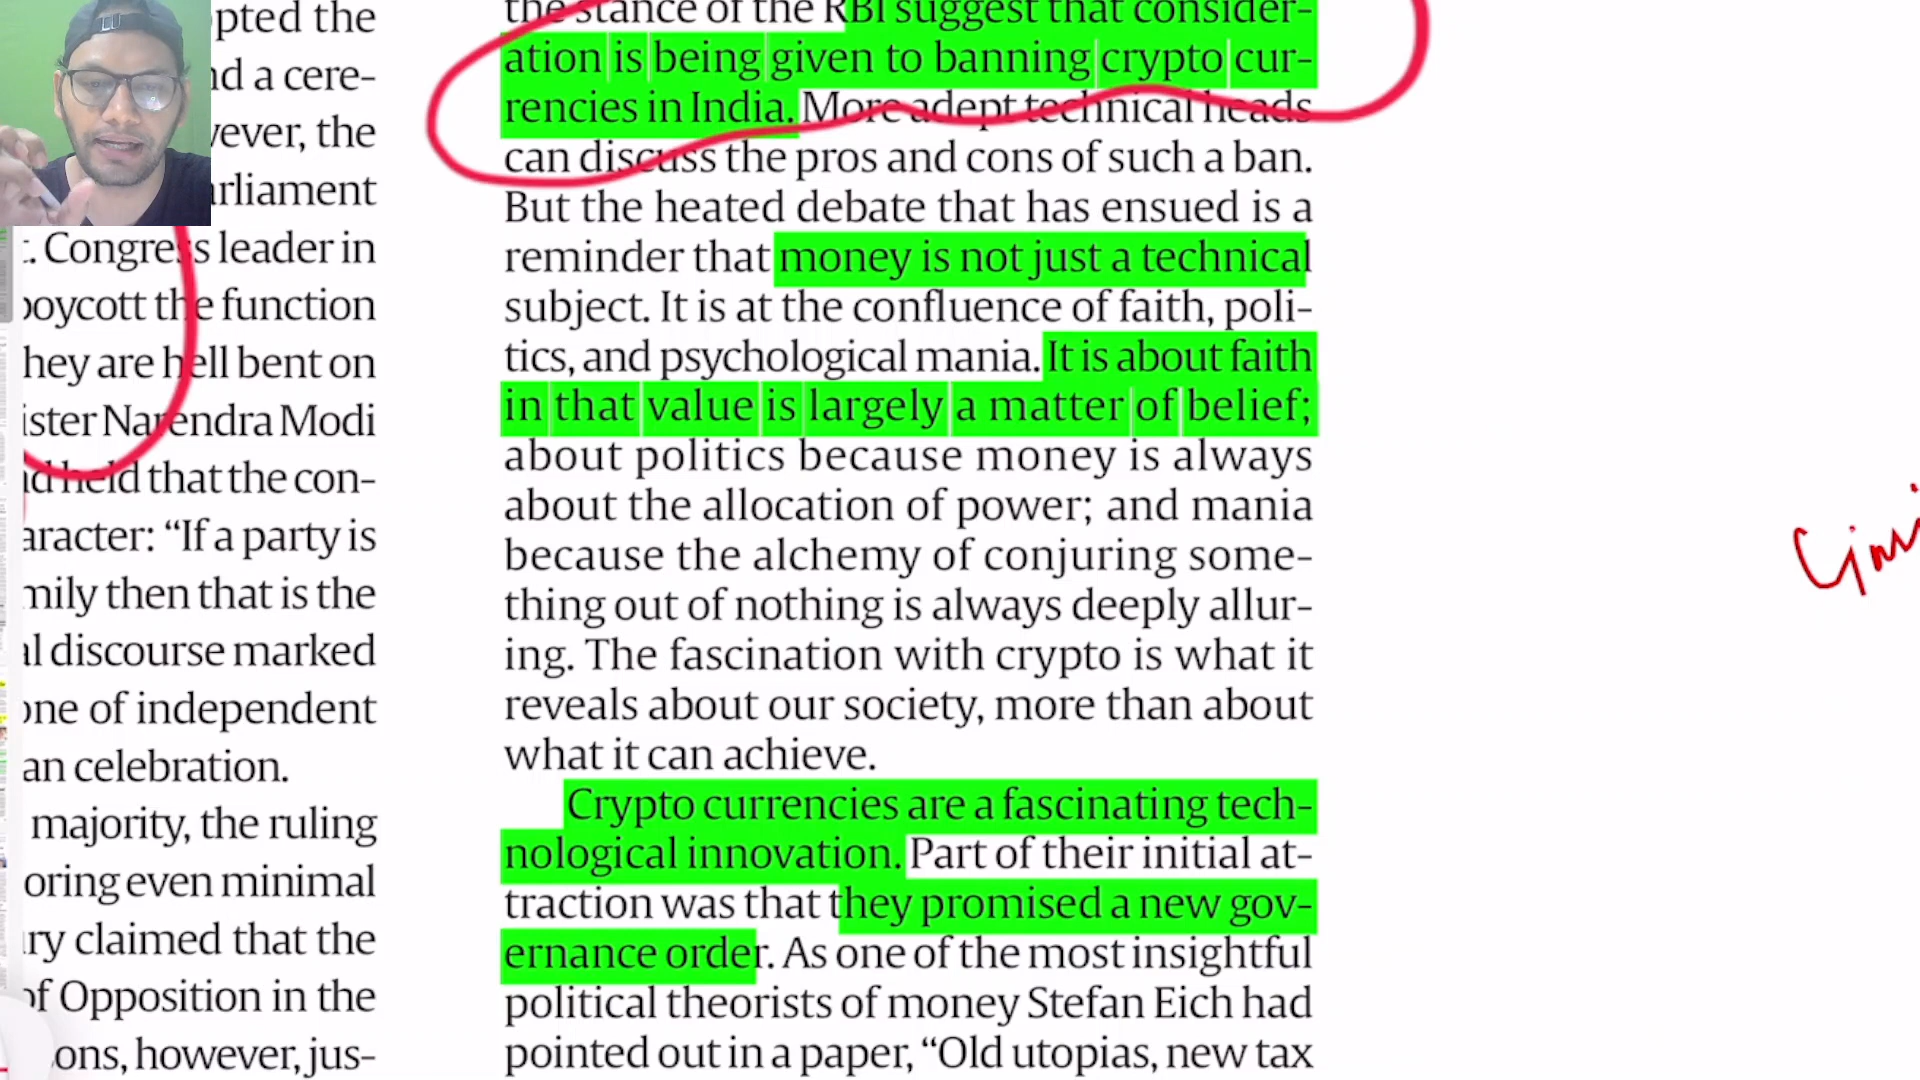 pted the
nd a cere-
vever, the
arliament
t. Congress leader in
boycott the function
they are hell bent on
ister Narendra Modi
nd held that the con-
aracter: “If a party is
mily then that is the
al discourse marked
one of independent
an celebration.
majority, the ruling
oring even minimal
ury claimed that the
of Opposition in the
ons, however, jus-
the stance of the RBI suggest that consider-
ation is being given to banning crypto cur-
rencies in India. More adept technical heads
can discuss the pros and cons of such a ban.
But the heated debate that has ensued is a
reminder that money is not just a technical
subject. It is at the confluence of faith, poli-
tics, and psychological mania. It is about faith
in that value is largely a matter of belief;
about politics because money is always
about the allocation of power; and mania
because the alchemy of conjuring some-
thing out of nothing is always deeply allur-
ing. The fascination with crypto is what it
reveals about our society, more than about
what it can achieve.
Crypto currencies are a fascinating tech-
nological innovation. Part of their initial at-
traction was that they promised a new gov-
ernance order. As one of the most insightful
political theorists of money Stefan Eich had
pointed out in a paper, “Old utopias, new tax